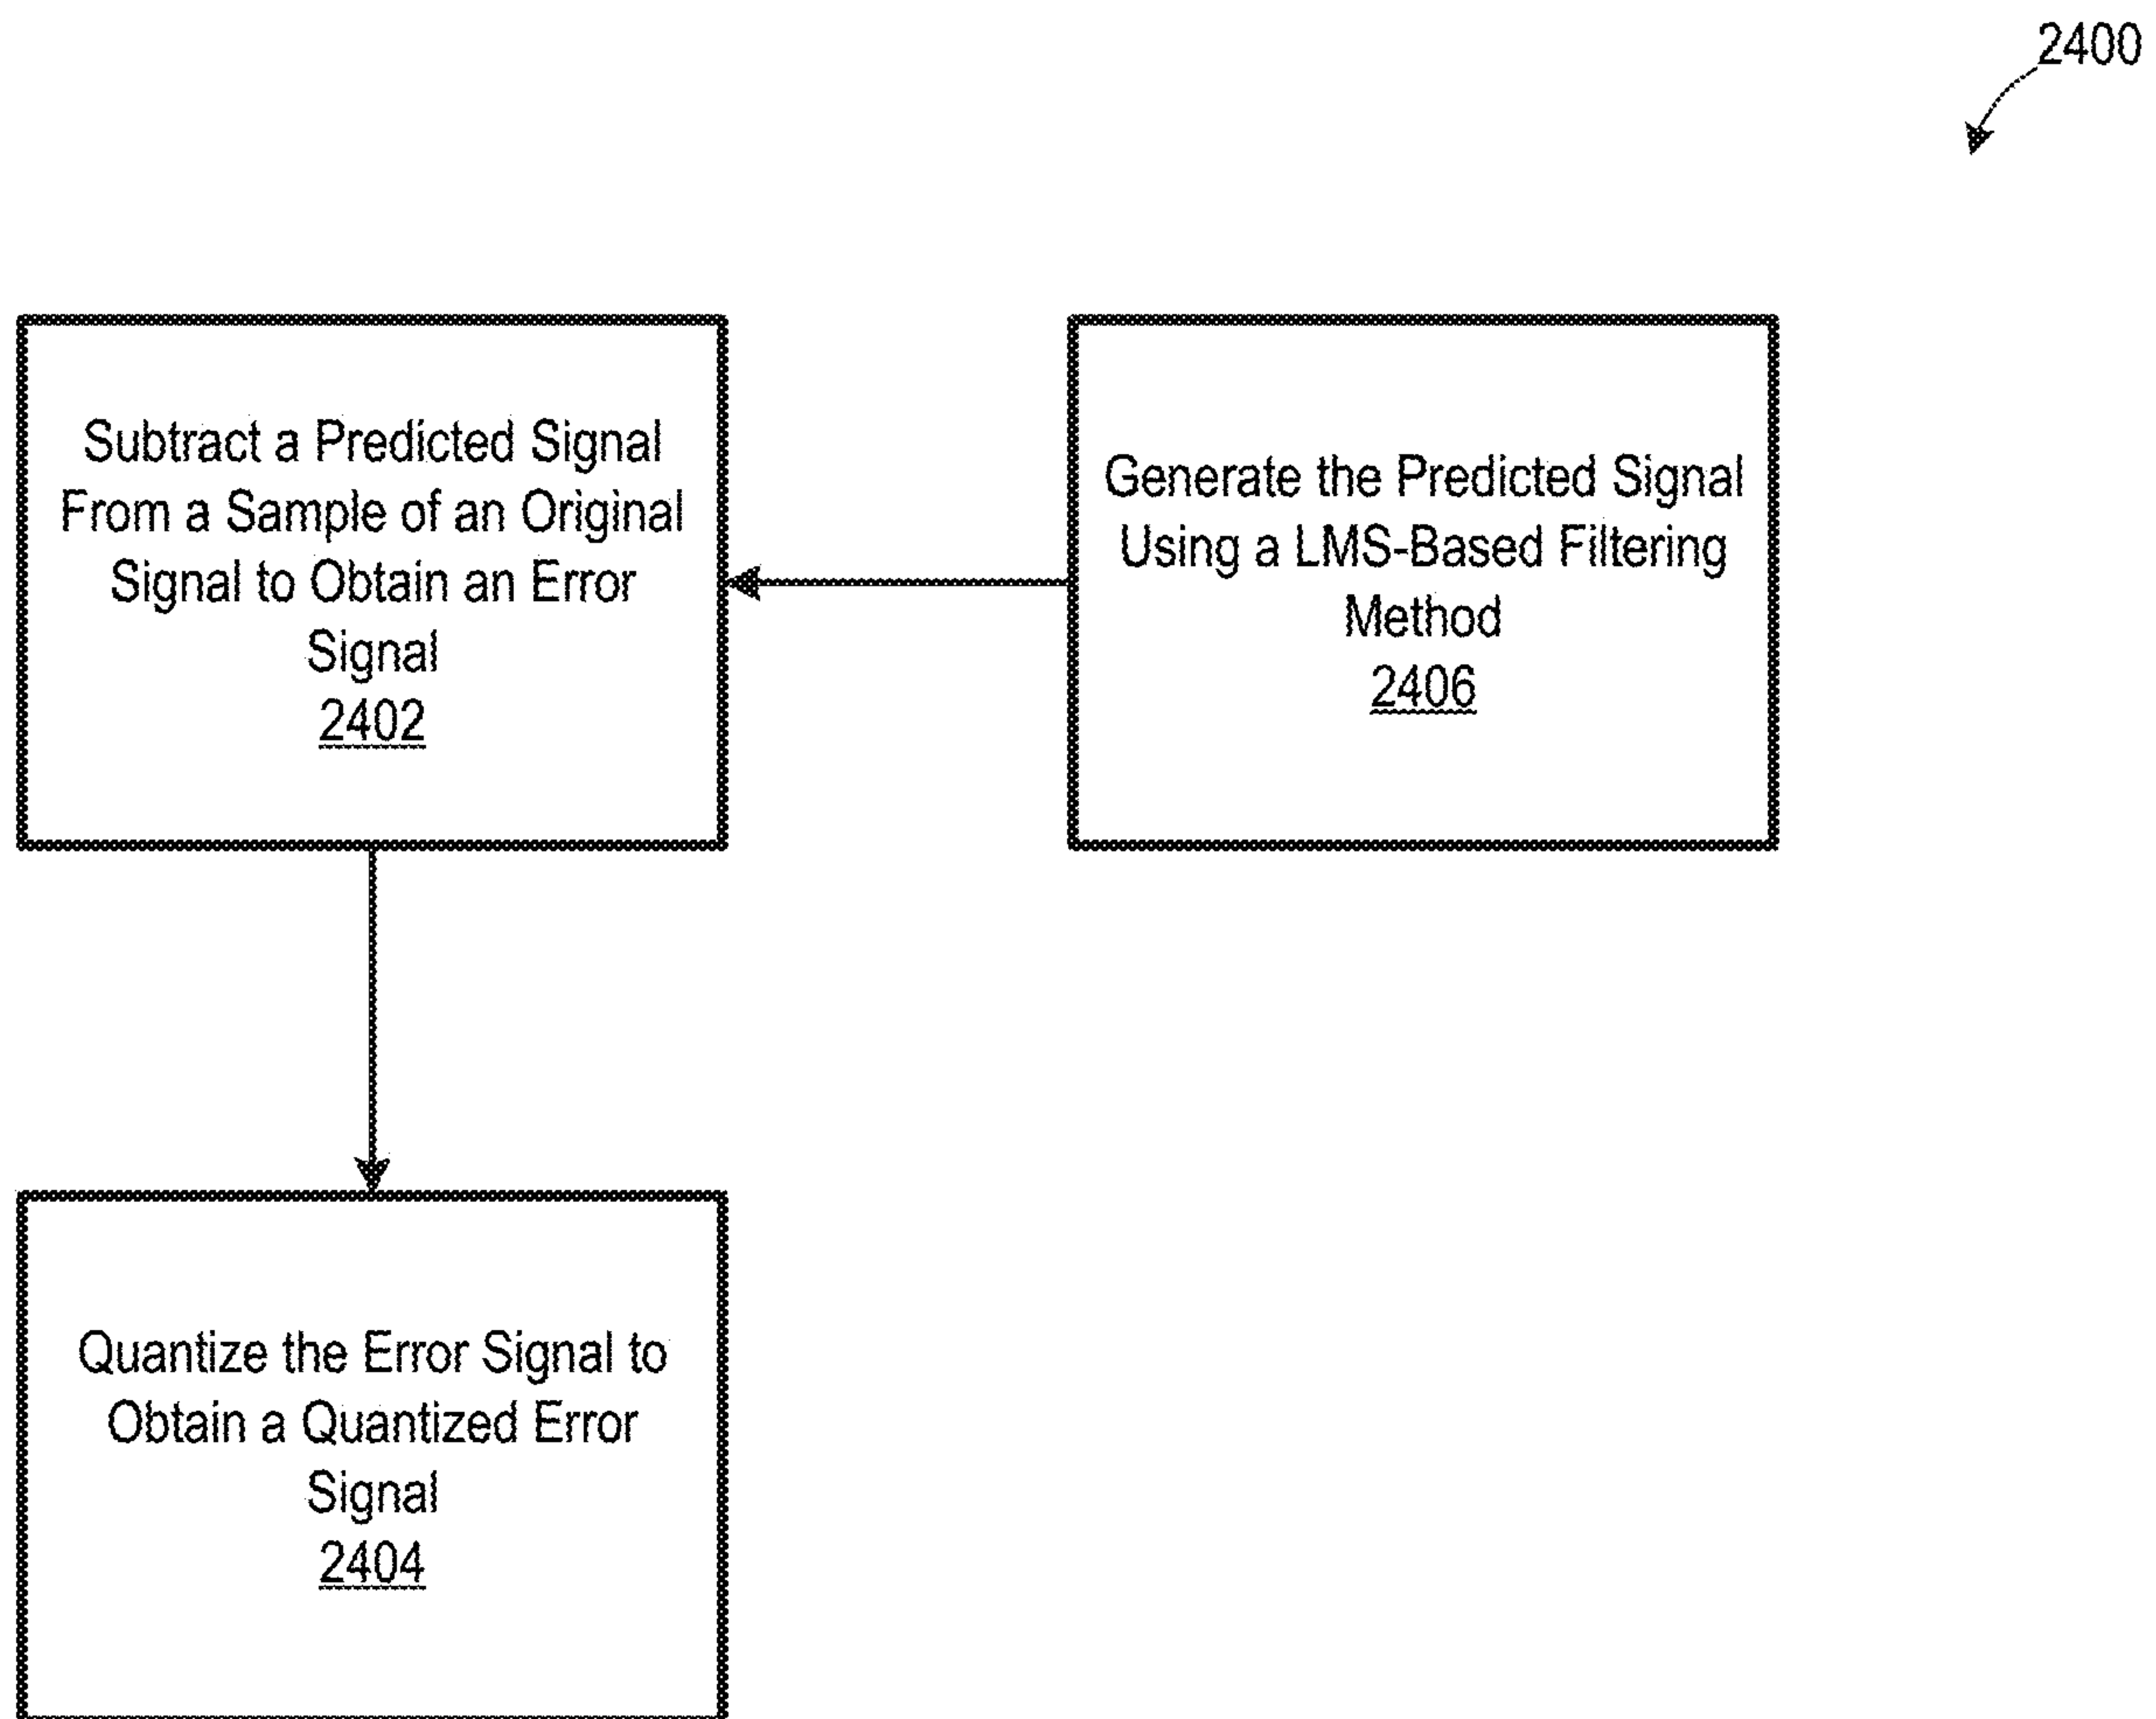 2400
Subtract a Predicted Signal
From a Sample of an Original
Signal to Obtain an Error
Signal
2402
Generate the Predicted Signal
Using a LMS-Based Filtering
Method
2406
Quantize the Error Signal to
Obtain a Quantized Error
Signal
2404